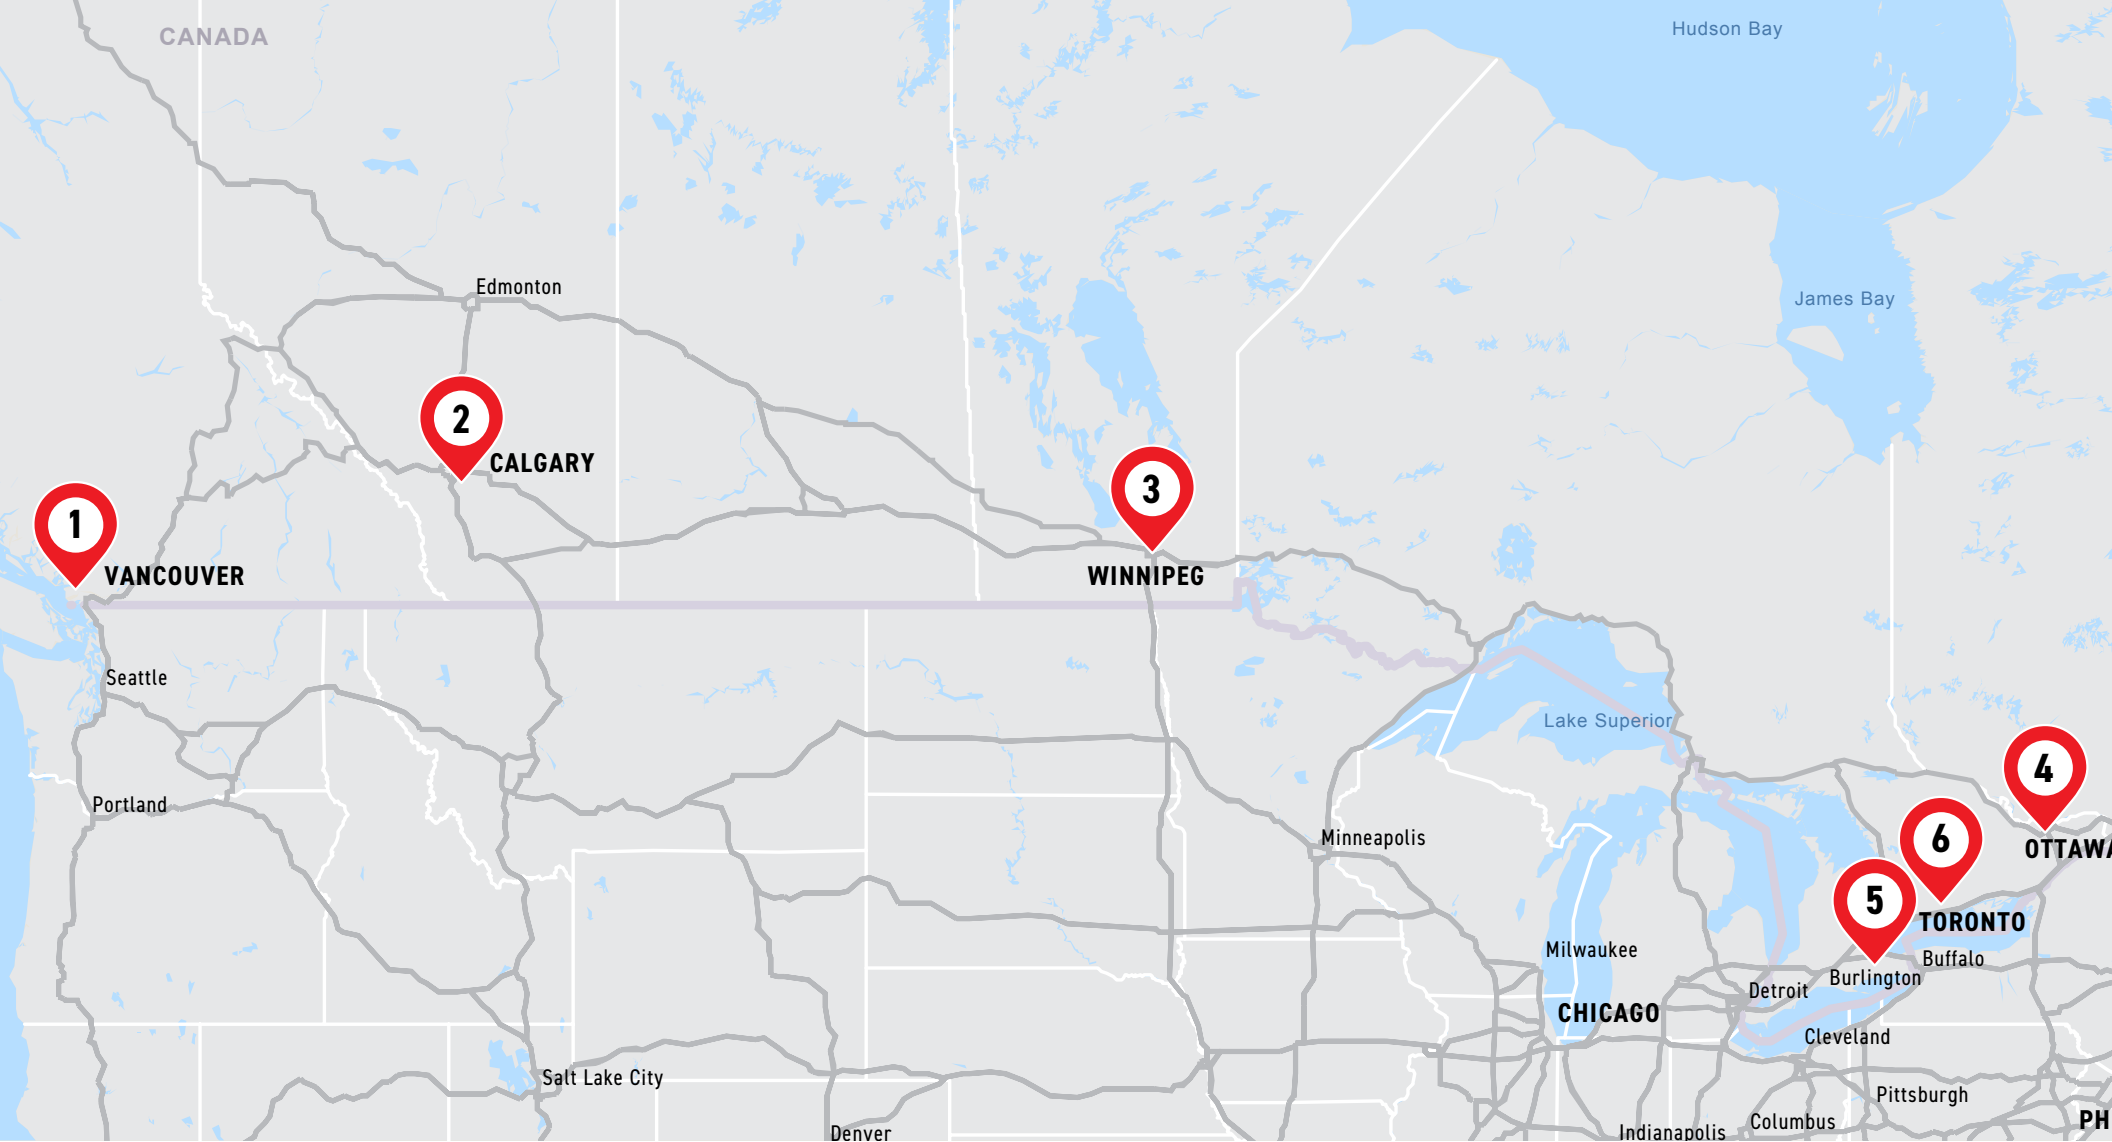 CANADA
Hudson Bay
Edmonton
James Bay
2
CALGARY
3
1
VANCOUVER
WINNIPEG
Seattle
Lake Superior
4
Portland
Minneapolis
6
OTTAWA
5
TORONTO
Milwaukee
Buffalo
Burlington
Detroit
CHICAGO
Cleveland
Salt Lake City
Pittsburgh
Columbus
PH
Denver
Indianapolis